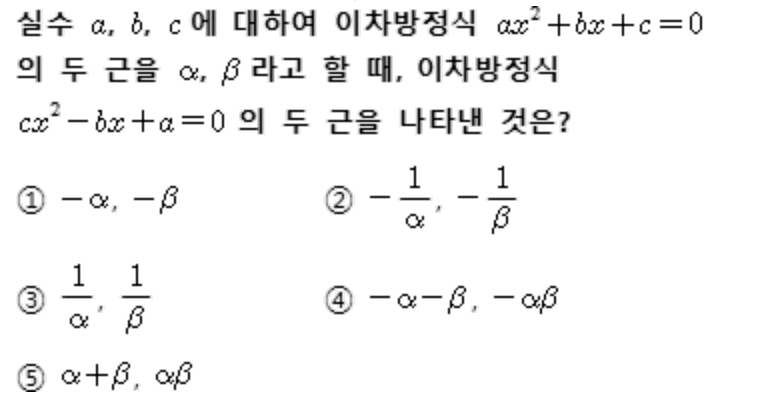 실수 a, b, c에 대하여 이차방정식 ax²+bx+c=0
의 두 근을 α, β라고 할 때, 이차방정식
cx²-bx+a=0 의 두 근을 나타낸 것은?
① -α, -β ② -1/α, -1/β
③ 1/α, 1/β ④ -α-β, -αβ
⑤ α+β, αβ